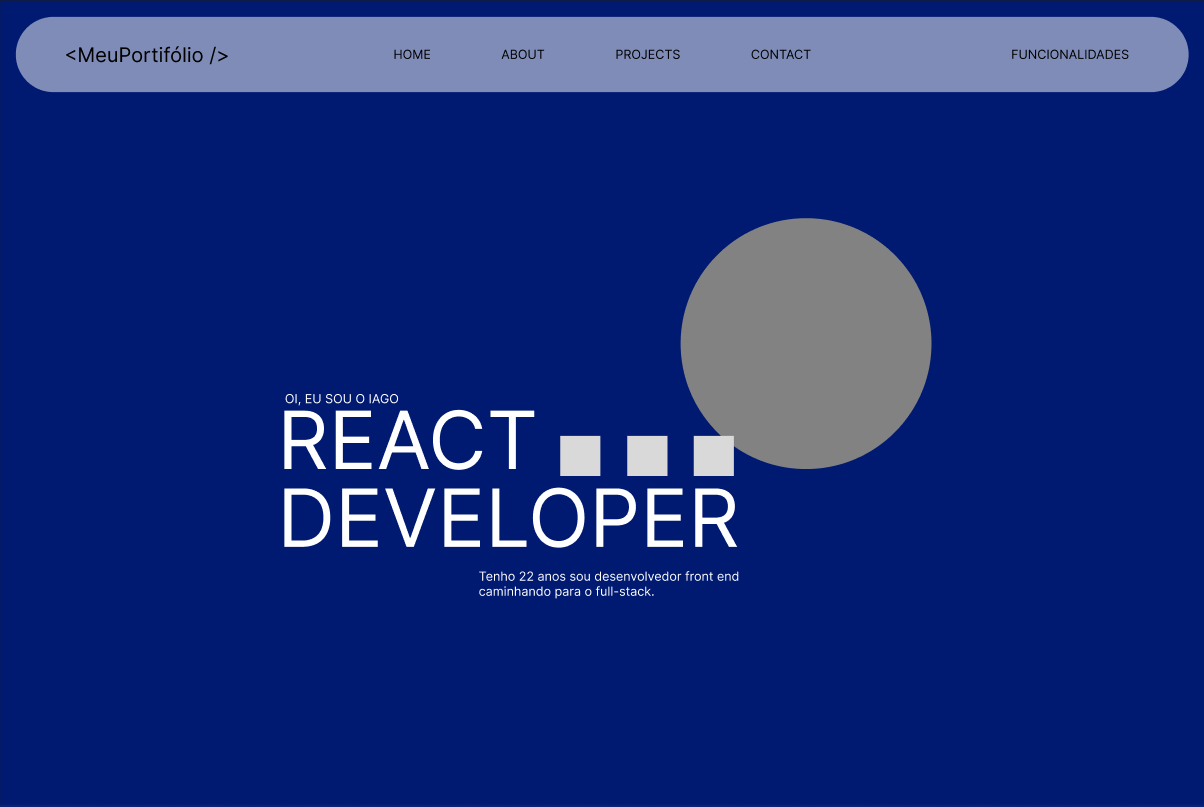 <MeuPortifólio />
HOME
ABOUT
PROJECTS
CONTACT
FUNCIONALIDADES
OI, EU SOU O IAGO
REACT
DEVELOPER
Tenho 22 anos sou desenvolvedor front end
caminhando para o full-stack.